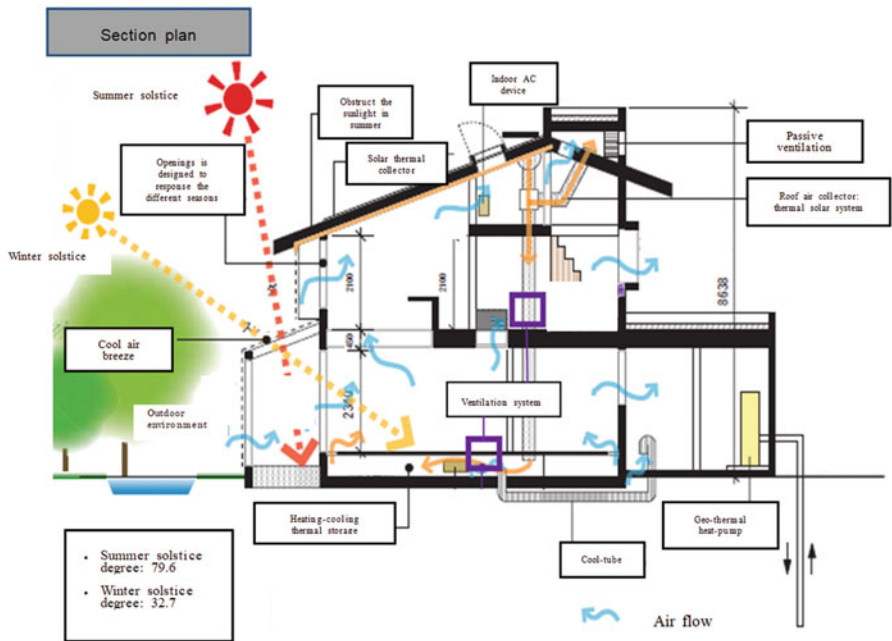 Section plan
Summer solstice
Obstruct the
sunlight in
summer
Indoor AC
device
Passive
ventilation
Openings is
designed to
response the
different seasons
Solar thermal
collector
Roof air collector:
thermal solar system
Winter solstice
2100
2100
8638
Cool air
breeze
Outdoor
environment
Ventilation system
Heating-cooling
thermal storage
Cool-tube
Geo-thermal
heat-pump
• Summer solstice
degree: 79.6
• Winter solstice
degree: 32.7
Air flow